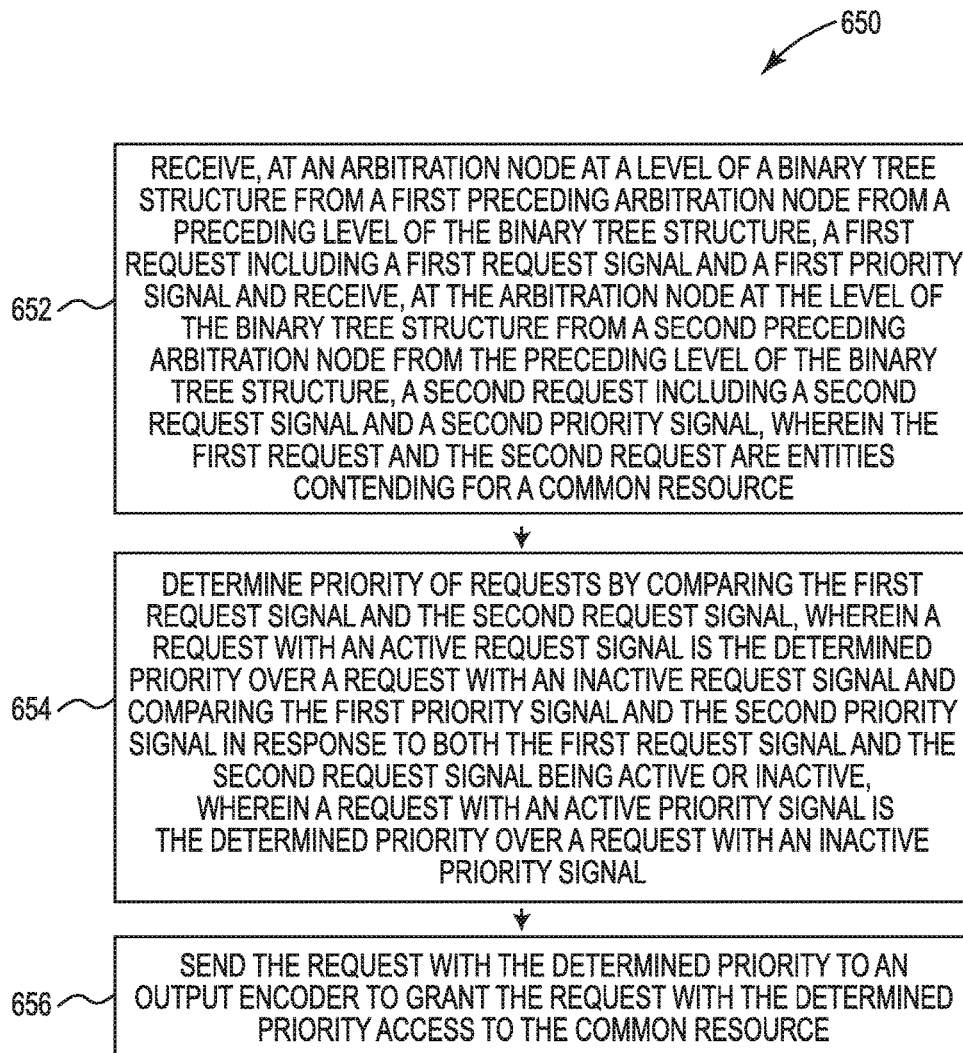 650
RECEIVE, AT AN ARBITRATION NODE AT A LEVEL OF A BINARY TREE
STRUCTURE FROM A FIRST PRECEDING ARBITRATION NODE FROM A
PRECEDING LEVEL OF THE BINARY TREE STRUCTURE, A FIRST
REQUEST INCLUDING A FIRST REQUEST SIGNAL AND A FIRST PRIORITY
SIGNAL AND RECEIVE, AT THE ARBITRATION NODE AT THE LEVEL OF
THE BINARY TREE STRUCTURE FROM A SECOND PRECEDING
ARBITRATION NODE FROM THE PRECEDING LEVEL OF THE BINARY
TREE STRUCTURE, A SECOND REQUEST INCLUDING A SECOND
REQUEST SIGNAL AND A SECOND PRIORITY SIGNAL, WHEREIN THE
FIRST REQUEST AND THE SECOND REQUEST ARE ENTITIES
CONTENDING FOR A COMMON RESOURCE
652
DETERMINE PRIORITY OF REQUESTS BY COMPARING THE FIRST
REQUEST SIGNAL AND THE SECOND REQUEST SIGNAL, WHEREIN A
REQUEST WITH AN ACTIVE REQUEST SIGNAL IS THE DETERMINED
PRIORITY OVER A REQUEST WITH AN INACTIVE REQUEST SIGNAL AND
COMPARING THE FIRST PRIORITY SIGNAL AND THE SECOND PRIORITY
SIGNAL IN RESPONSE TO BOTH THE FIRST REQUEST SIGNAL AND THE
SECOND REQUEST SIGNAL BEING ACTIVE OR INACTIVE,
WHEREIN A REQUEST WITH AN ACTIVE PRIORITY SIGNAL IS
THE DETERMINED PRIORITY OVER A REQUEST WITH AN INACTIVE
PRIORITY SIGNAL
654
SEND THE REQUEST WITH THE DETERMINED PRIORITY TO AN
OUTPUT ENCODER TO GRANT THE REQUEST WITH THE DETERMINED
PRIORITY ACCESS TO THE COMMON RESOURCE
656